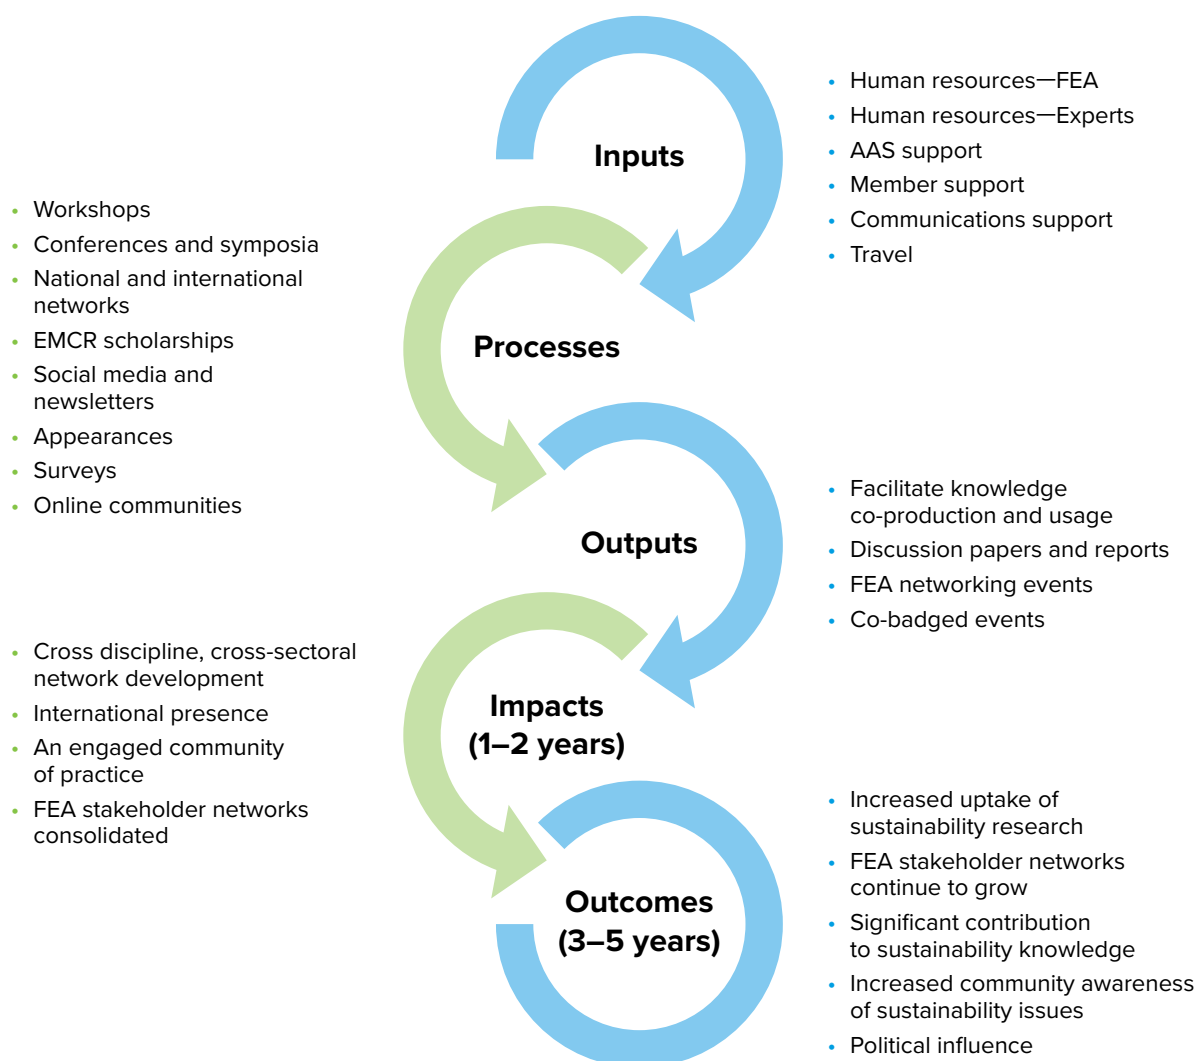 Inputs
• Human resources—FEA
• Human resources—Experts
• AAS support
• Member support
• Communications support
• Travel
• Workshops
• Conferences and symposia
• National and international
networks
• EMCR scholarships
• Social media and
newsletters
• Appearances
• Surveys
• Online communities
Processes
Outputs
• Facilitate knowledge
co-production and usage
• Discussion papers and reports
• FEA networking events
• Co-badged events
• Cross discipline, cross-sectoral
network development
• International presence
• An engaged community
of practice
• FEA stakeholder networks
consolidated
Impacts
(1–2 years)
Outcomes
(3–5 years)
• Increased uptake of
sustainability research
• FEA stakeholder networks
continue to grow
• Significant contribution
to sustainability knowledge
• Increased community awareness
of sustainability issues
• Political influence